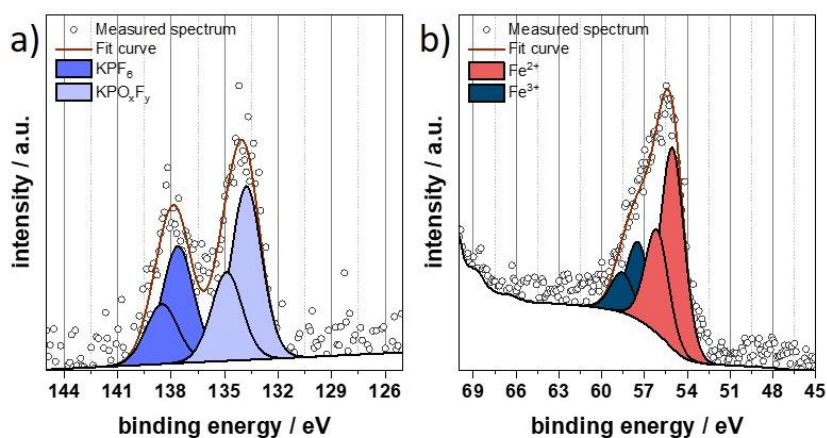 a)
Measured spectrum
Fit curve
KPF₆
KPOₓFᵧ
intensity / a.u.
144 141 138 135 132 129 126
binding energy / eV
b)
Measured spectrum
Fit curve
Fe²⁺
Fe³⁺
intensity / a.u.
69 66 63 60 57 54 51 48 45
binding energy / eV